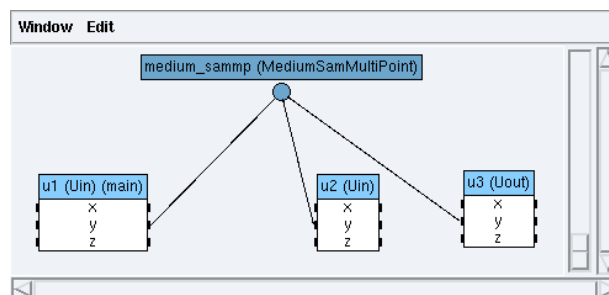 Window Edit
medium_sammp (MediumSamMultiPoint)
u1 (Uin) (main)
x
y
z
u2 (Uin)
x
y
z
u3 (Uout)
x
y
z